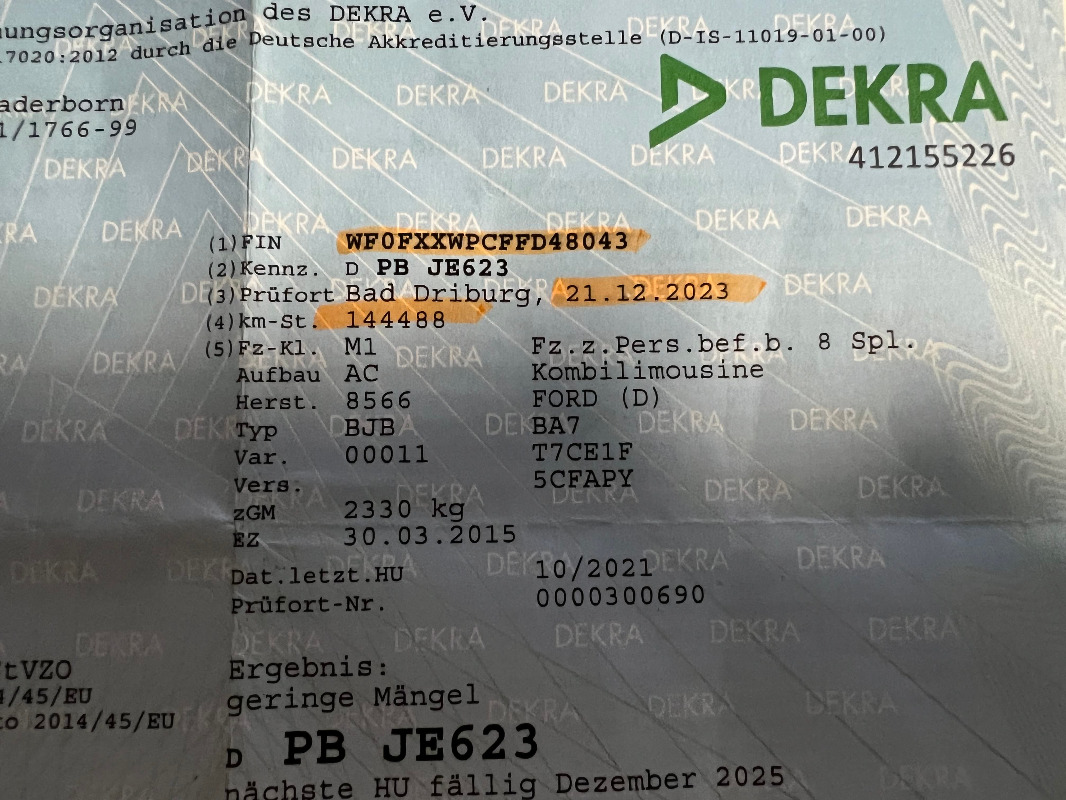 ungsorganisation des DEKRA e.V.
17020:2012 durch die Deutsche Akkreditierungsstelle (D-IS-11019-01-00)
DEKRA
aderborn
1/1766-99
412155226
(1) FIN WF0FXXWPCFFD48043
(2) Kennz. D PB JE623
(3) Prüfort Bad Driburg, 21.12.2023
(4) km-St. 144488
(5) Fz-Kl. M1 Fz.z.Pers.bef.b. 8 Spl.
Aufbau AC Kombilimousine
Herst. 8566 FORD (D)
Typ BJB BA7
Var. 00011 T7CE1F
Vers. 5CFAPY
zGM 2330 kg
EZ 30.03.2015
Dat.letzt.HU 10/2021
Prüfort-Nr. 0000300690
tVZO
4/45/EU
to 2014/45/EU
Ergebnis:
geringe Mängel
D PB JE623
nächste HU fällig Dezember 2025